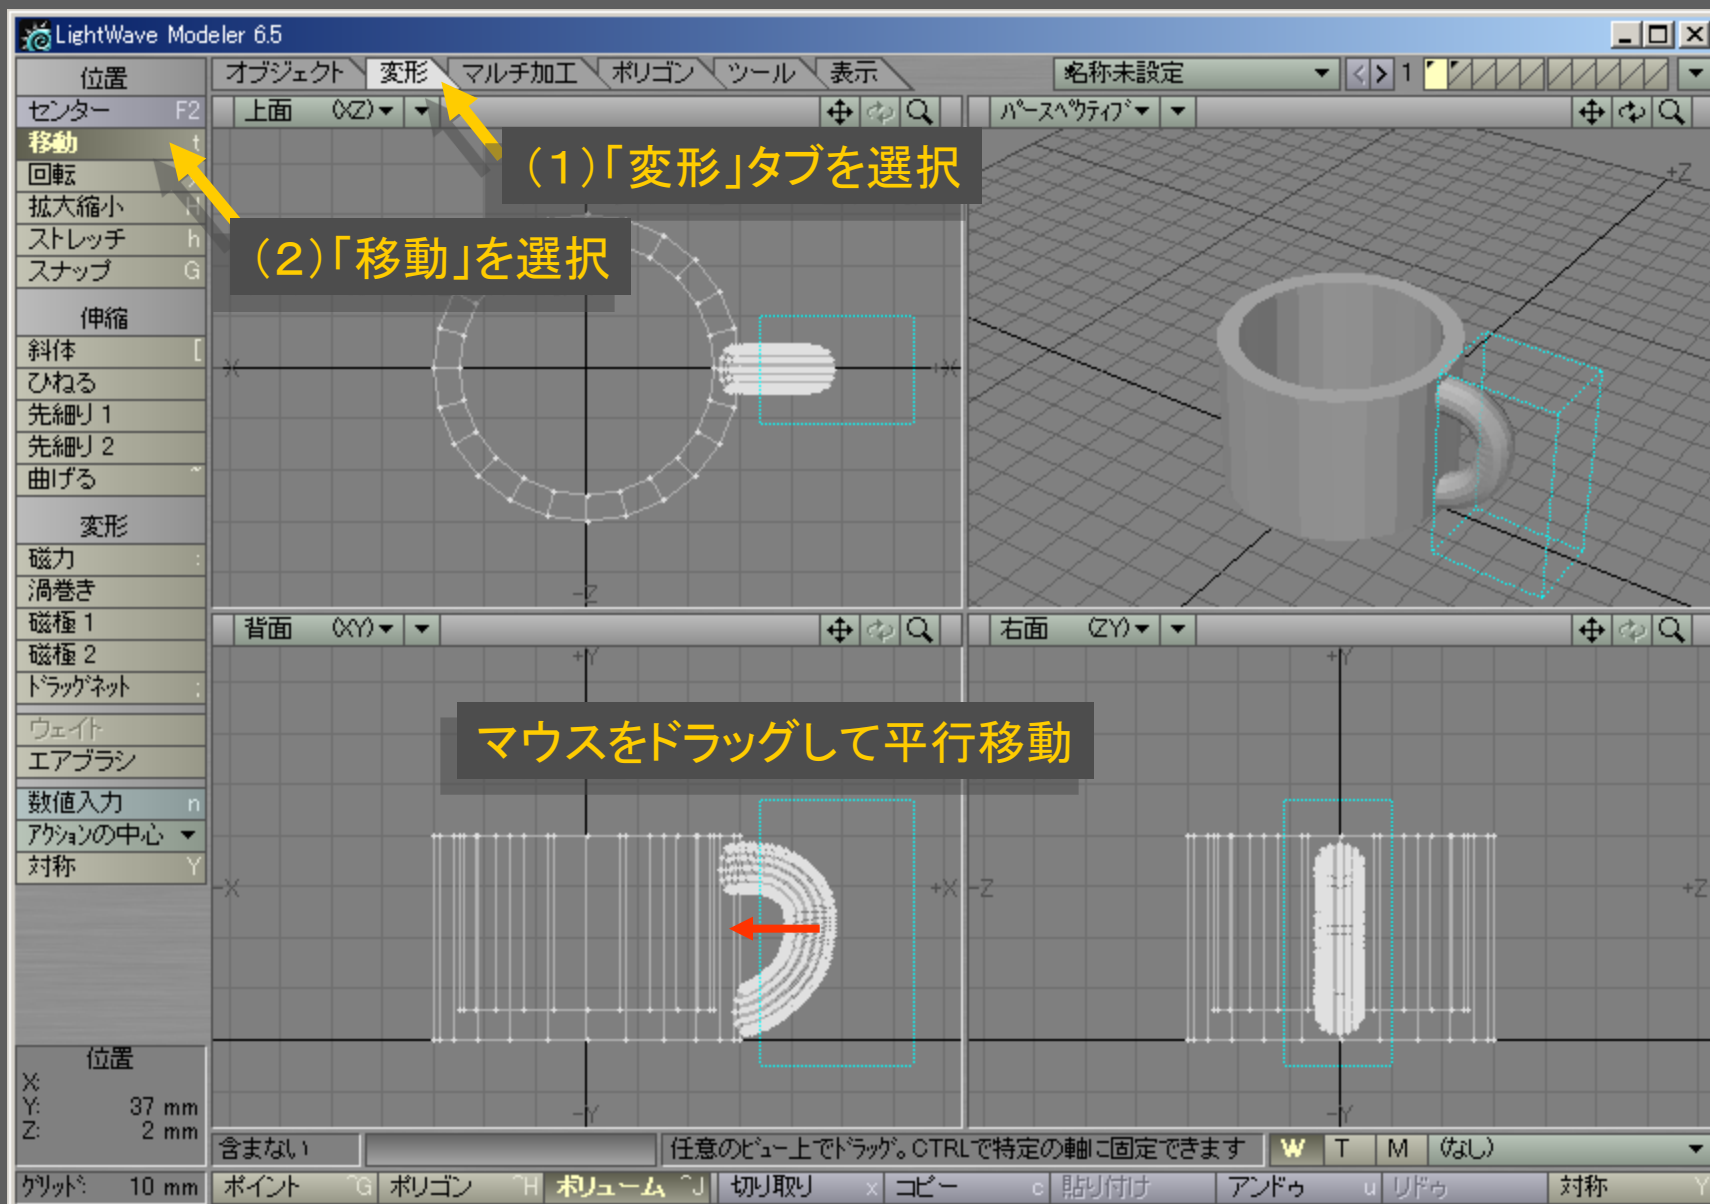 LightWave Modeler 6.5
位置
オブジェクト 変形 マルチ加工 ポリゴン ツール 表示
名称未設定
1
センター F2
移動 t
回転
拡大縮小 H
ストレッチ h
スナップ G
伸縮
斜体 [
ひねる
先細り 1
先細り 2
曲げる ~
変形
磁力 :
渦巻き
磁極 1
磁極 2
ドラッグネット ;
ウェイト
エアブラシ
数値入力 n
アクションの中心
対称 Y
上面 (XZ)
パースペクティブ
(1)「変形」タブを選択
(2)「移動」を選択
-X
+X
-Z
+Z
背面 (XY)
右面 (ZY)
+Y
+Y
マウスをドラッグして平行移動
-X
+X
-Z
+Z
-Y
-Y
位置
X:
Y: 37 mm
Z: 2 mm
グリッド: 10 mm
含まない
任意のビュー上でドラッグ。CTRLで特定の軸に固定できます
W T M (なし)
ポイント ^G ポリゴン ^H ボリューム ^J 切り取り x コピー c 貼り付け アンドゥ u リドゥ 対称 Y